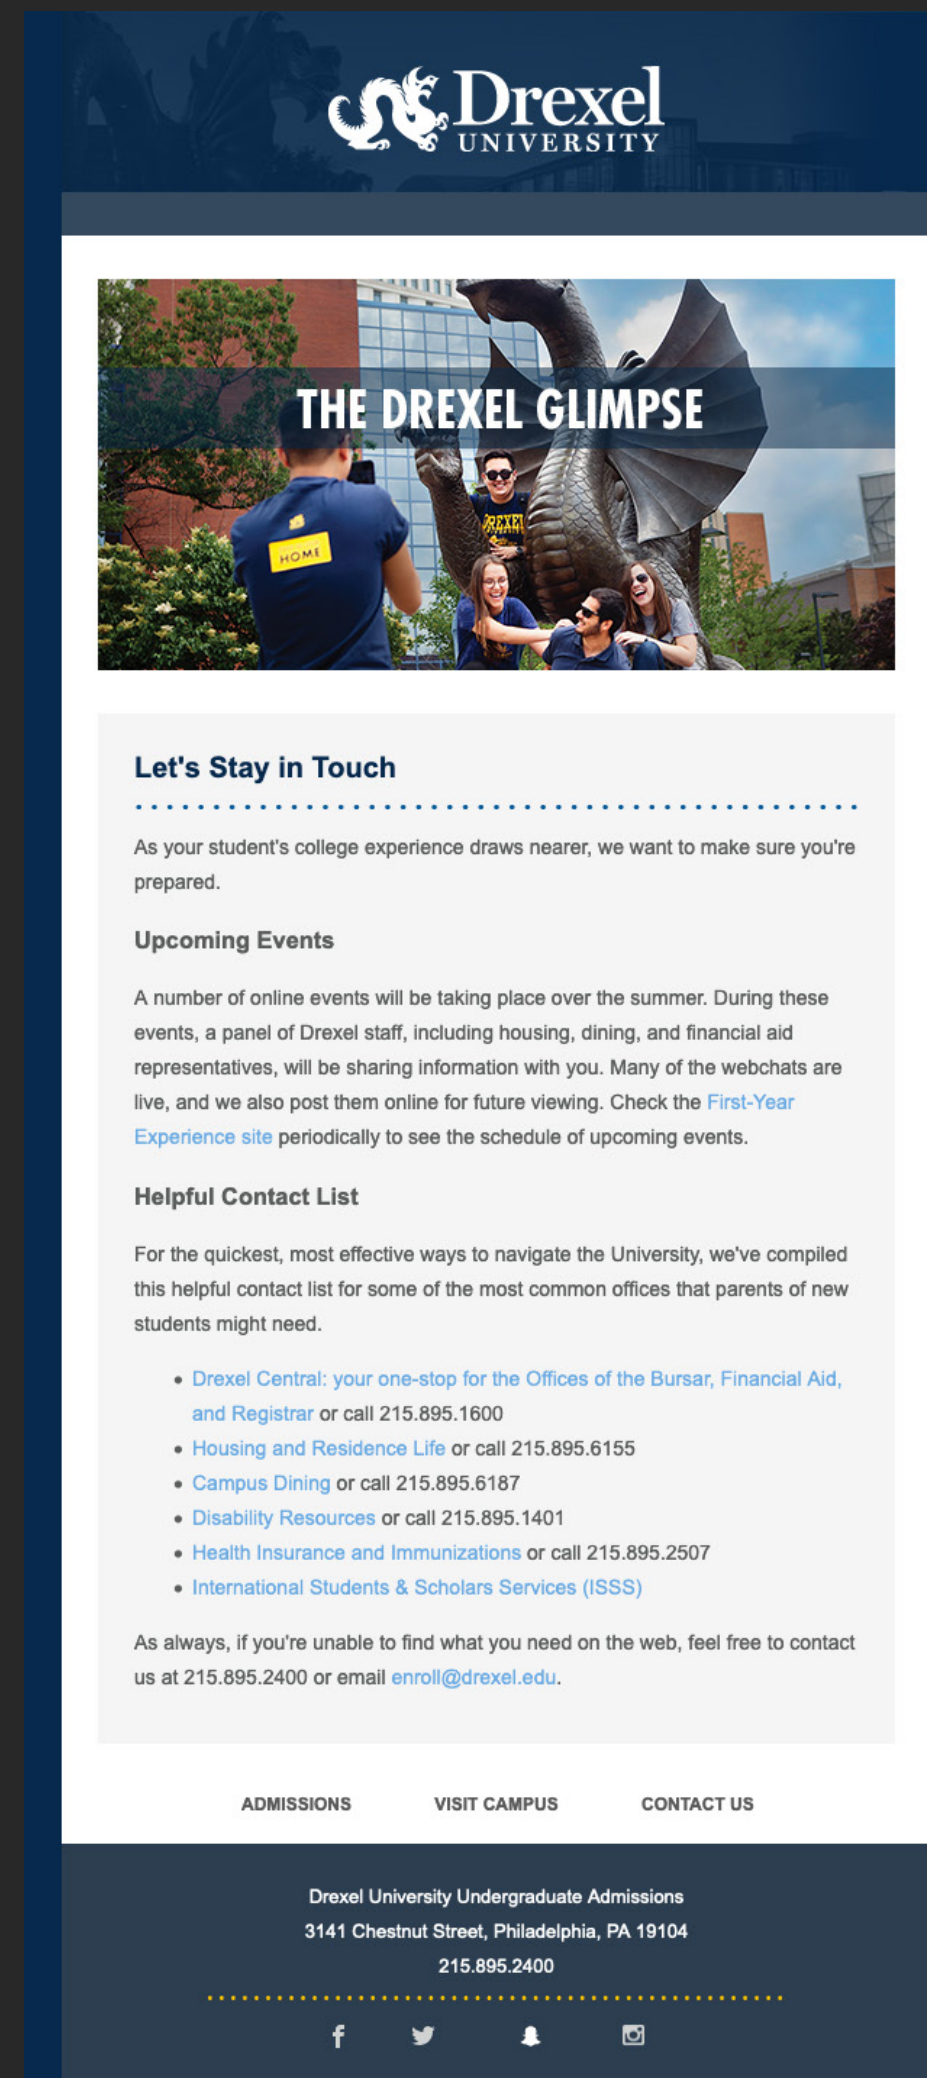 Drexel
UNIVERSITY
THE DREXEL GLIMPSE
DREXEL
HOME
Let's Stay in Touch
As your student's college experience draws nearer, we want to make sure you're
prepared.
Upcoming Events
A number of online events will be taking place over the summer. During these
events, a panel of Drexel staff, including housing, dining, and financial aid
representatives, will be sharing information with you. Many of the webchats are
live, and we also post them online for future viewing. Check the First-Year
Experience site periodically to see the schedule of upcoming events.
Helpful Contact List
For the quickest, most effective ways to navigate the University, we've compiled
this helpful contact list for some of the most common offices that parents of new
students might need.
• Drexel Central: your one-stop for the Offices of the Bursar, Financial Aid,
and Registrar or call 215.895.1600
• Housing and Residence Life or call 215.895.6155
• Campus Dining or call 215.895.6187
• Disability Resources or call 215.895.1401
• Health Insurance and Immunizations or call 215.895.2507
• International Students & Scholars Services (ISSS)
As always, if you're unable to find what you need on the web, feel free to contact
us at 215.895.2400 or email enroll@drexel.edu.
ADMISSIONS VISIT CAMPUS CONTACT US
Drexel University Undergraduate Admissions
3141 Chestnut Street, Philadelphia, PA 19104
215.895.2400